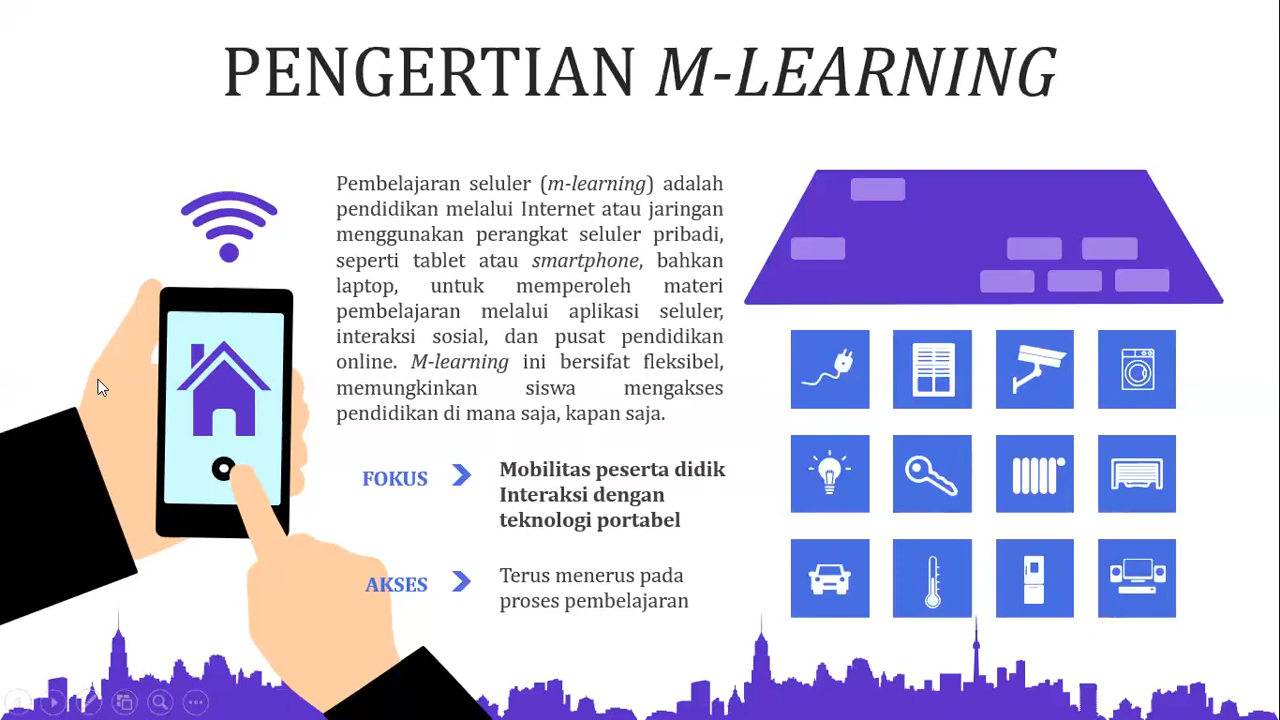 PENGERTIAN M-LEARNING
Pembelajaran seluler (m-learning) adalah
pendidikan melalui Internet atau jaringan
menggunakan perangkat seluler pribadi,
seperti tablet atau smartphone, bahkan
laptop, untuk memperoleh materi
pembelajaran melalui aplikasi seluler,
interaksi sosial, dan pusat pendidikan
online. M-learning ini bersifat fleksibel,
memungkinkan siswa mengakses
pendidikan di mana saja, kapan saja.
FOKUS
Mobilitas peserta didik
Interaksi dengan
teknologi portabel
AKSES
Terus menerus pada
proses pembelajaran